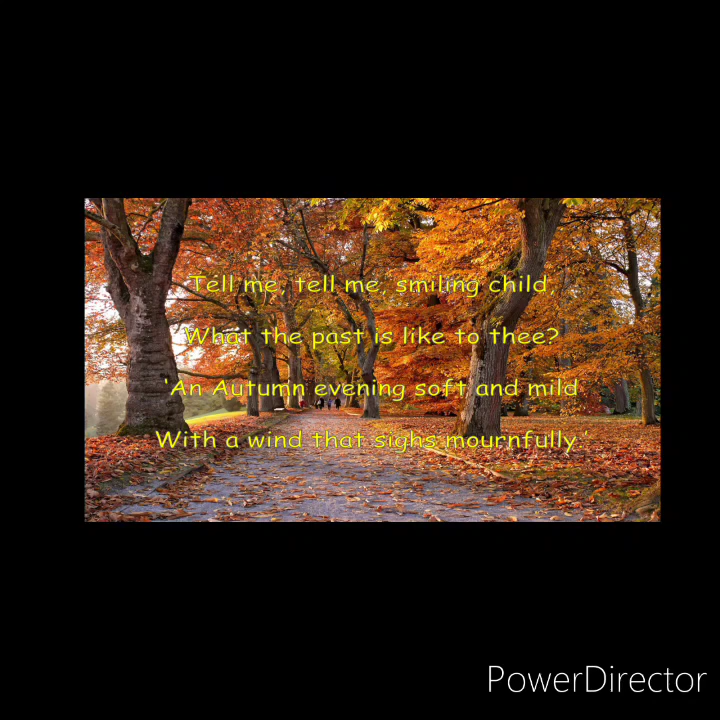 Tell me, tell me, smiling child,
What the past is like to thee?
'An Autumn evening soft and mild
With a wind that sighs mournfully.'
PowerDirector